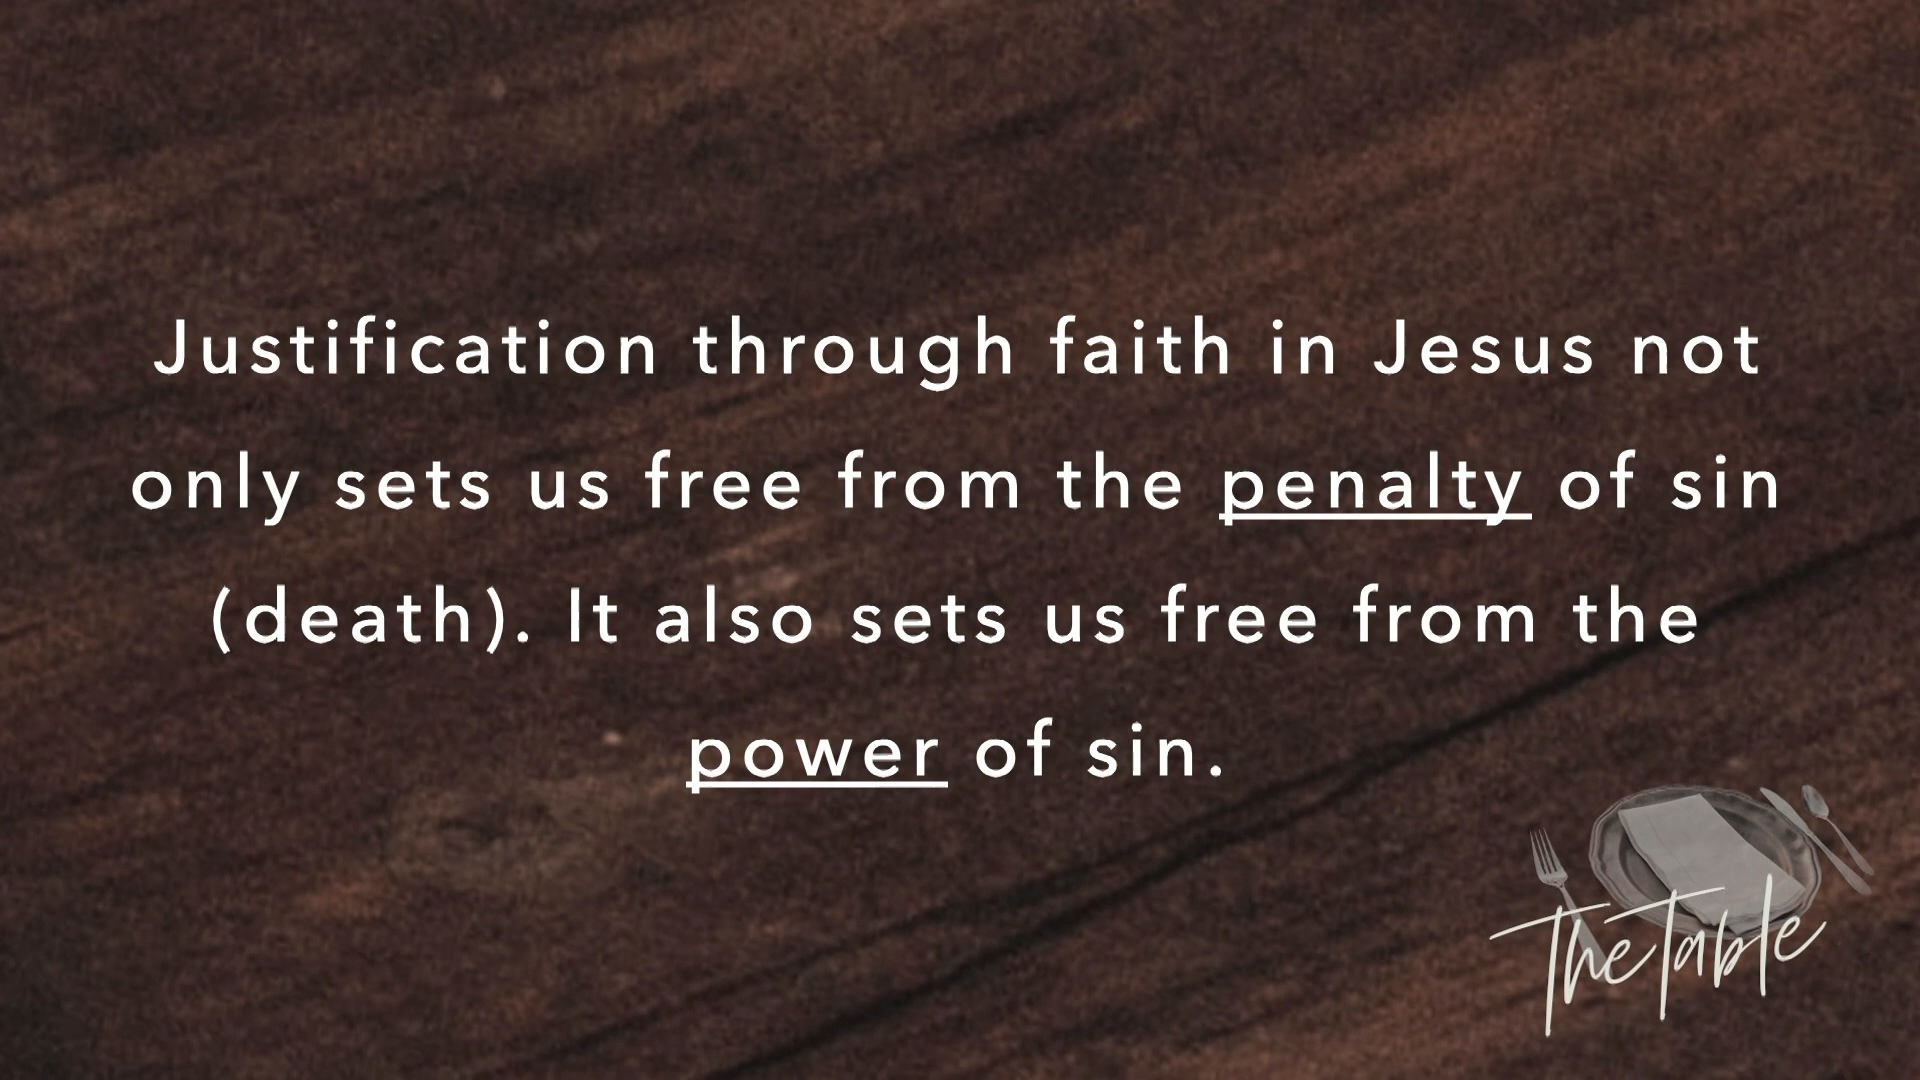 Justification through faith in Jesus not
only sets us free from the penalty of sin
(death). It also sets us free from the
power of sin.
The Table